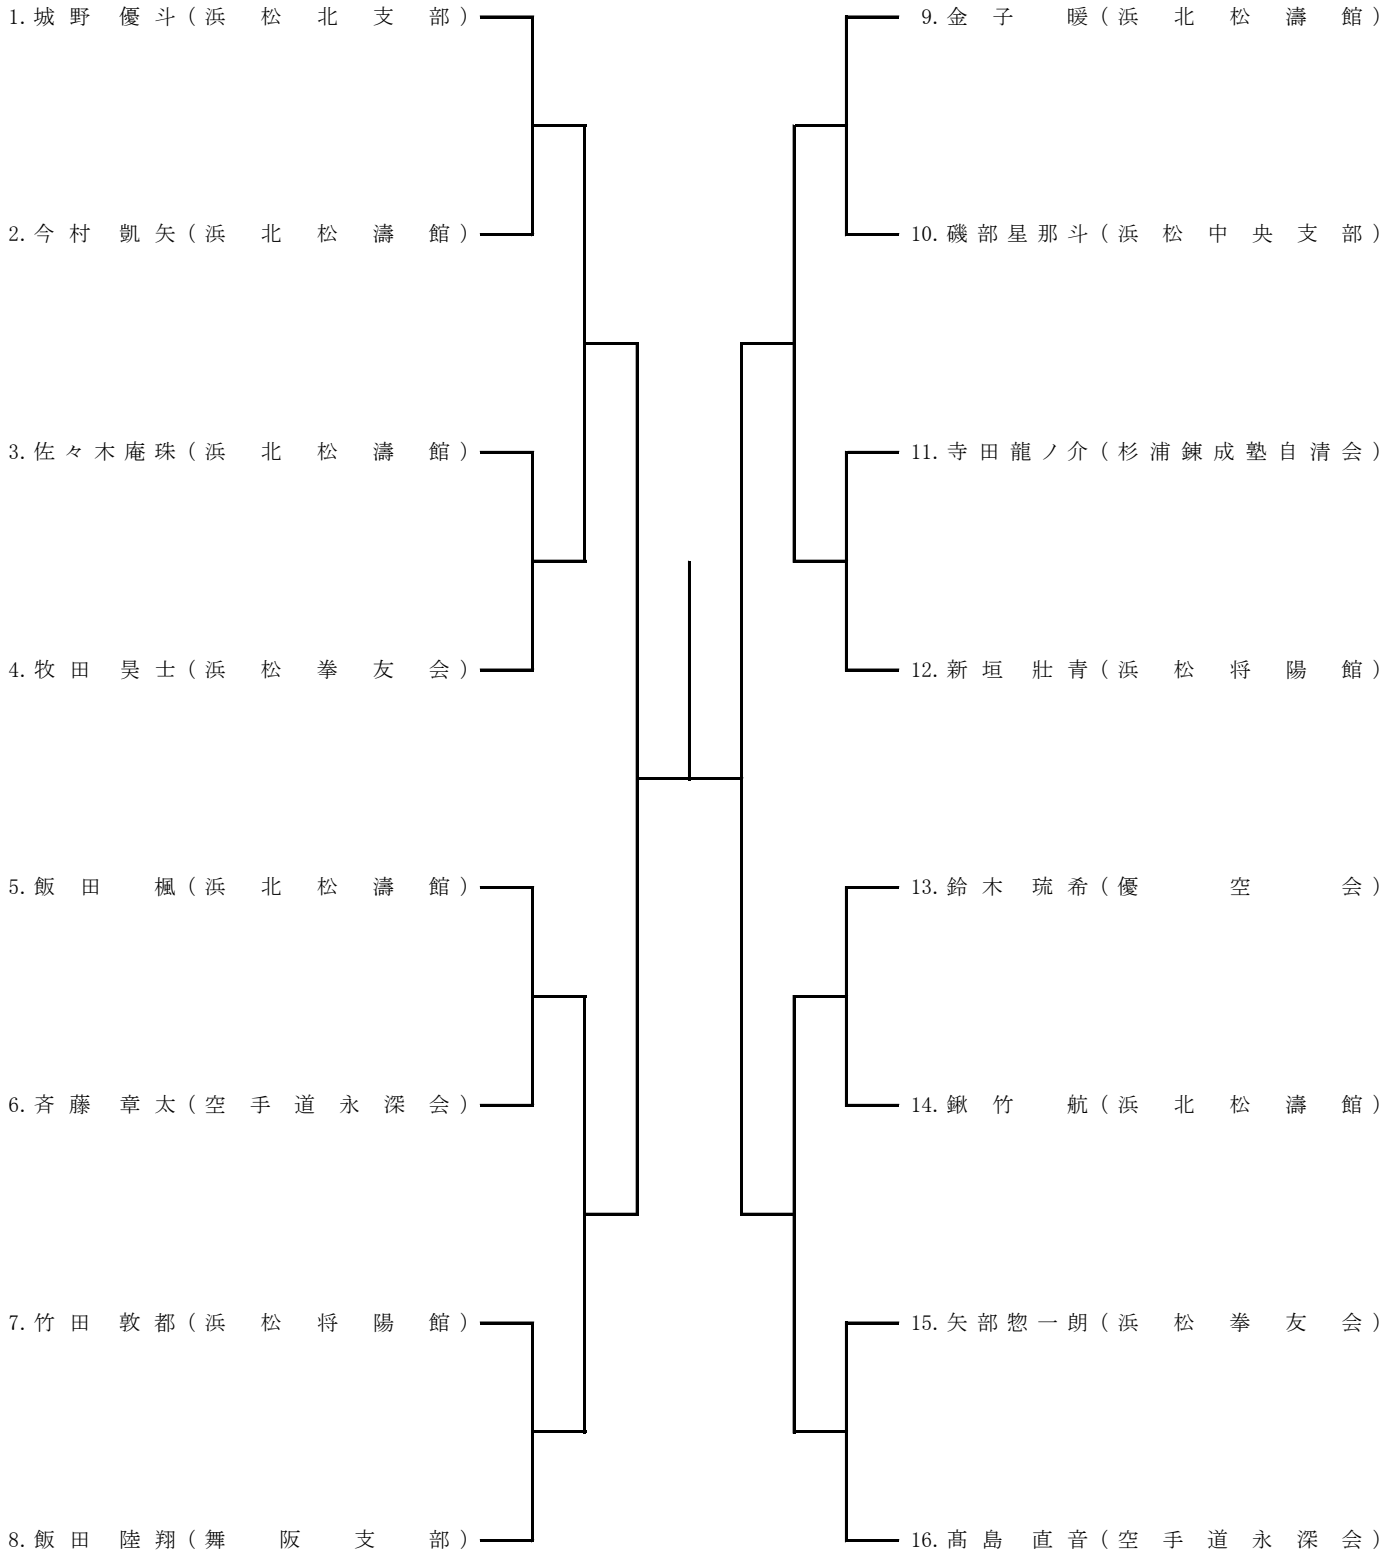 1. 城野 優斗 (浜松北支部)
2. 今村 凱矢 (浜北松濤館)
3. 佐々木庵珠 (浜北松濤館)
4. 牧田 昊士 (浜松拳友会)
5. 飯田 楓 (浜北松濤館)
6. 斉藤 章太 (空手道永深会)
7. 竹田 敦都 (浜松将陽館)
8. 飯田 陸翔 (舞阪支部)
9. 金子 暖 (浜北松濤館)
10. 磯部星那斗 (浜松中央支部)
11. 寺田龍ノ介 (杉浦錬成塾自清会)
12. 新垣 壯青 (浜松将陽館)
13. 鈴木 琉希 (優空会)
14. 鍬竹 航 (浜北松濤館)
15. 矢部惣一朗 (浜松拳友会)
16. 髙島 直音 (空手道永深会)